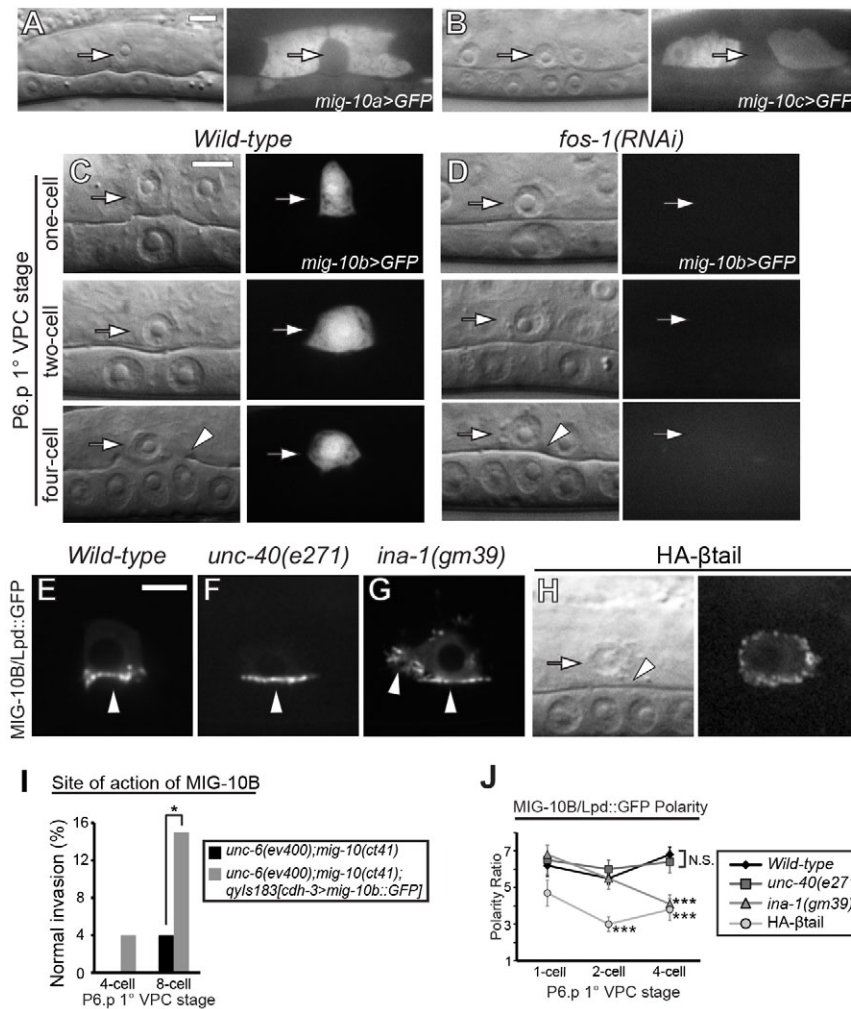 A
mig-10a>GFP
B
mig-10c>GFP
Wild-type
fos-1(RNAi)
P6.p 1° VPC stage
one-cell
C
mig-10b>GFP
D
mig-10b>GFP
two-cell
four-cell
Wild-type
unc-40(e271)
ina-1(gm39)
HA-βtail
MIG-10B/Lpd::GFP
E
F
G
H
I
Site of action of MIG-10B
Normal invasion (%)
16
12
8
4
0
*
4-cell
8-cell
P6.p 1° VPC stage
unc-6(ev400);mig-10(ct41)
unc-6(ev400);mig-10(ct41);
qyIs183[cdh-3>mig-10b::GFP]
J
MIG-10B/Lpd::GFP Polarity
Polarity Ratio
7
5
3
1
N.S.
***
***
***
1-cell
2-cell
4-cell
P6.p 1° VPC stage
Wild-type
unc-40(e271
ina-1(gm39)
HA-βtail